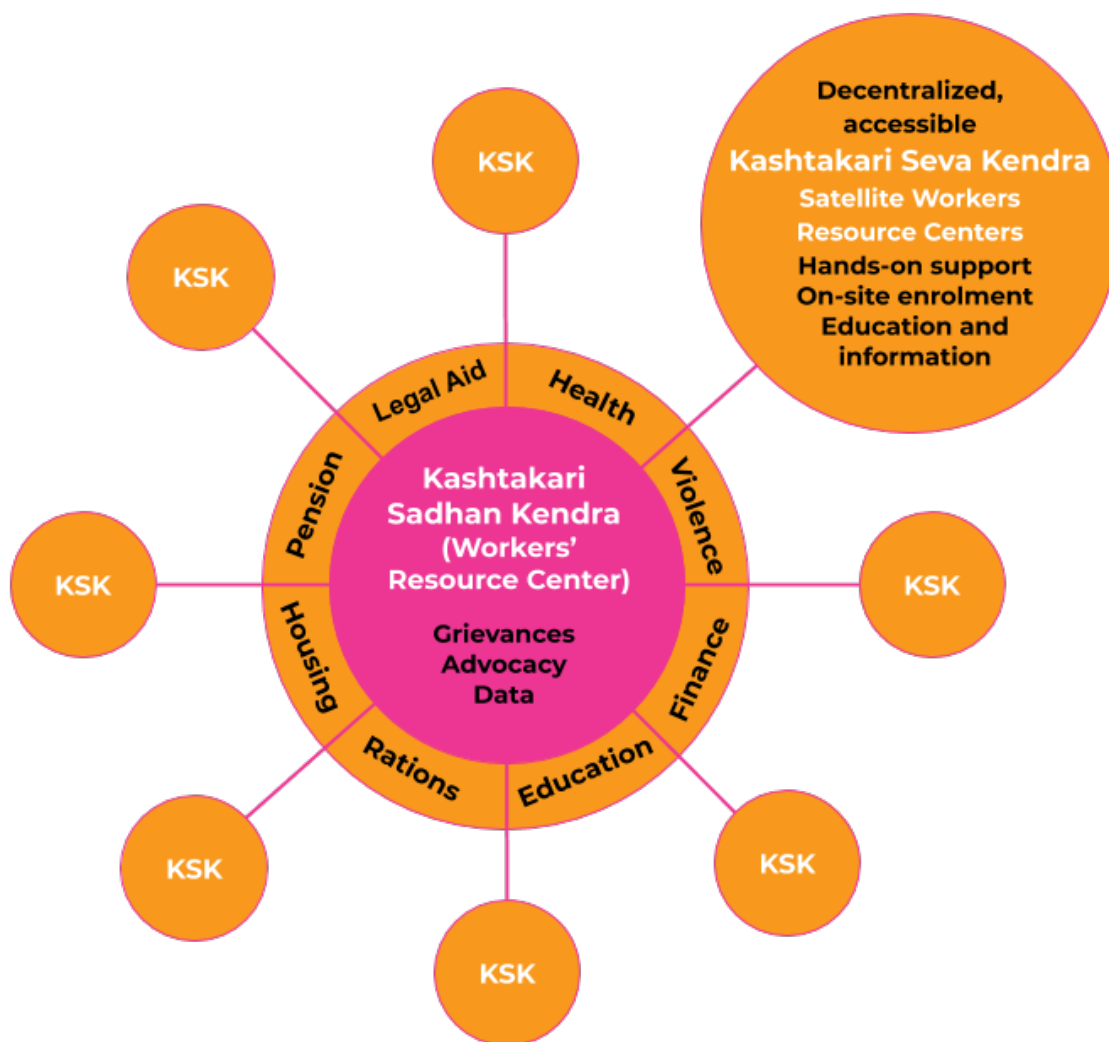 KSK
Decentralized,
accessible
Kashtakari Seva Kendra
Satellite Workers
Resource Centers
Hands-on support
On-site enrolment
Education and
information
KSK
Legal Aid
Health
Pension
Violence
Kashtakari
Sadhan Kendra
(Workers’
Resource Center)
Grievances
Advocacy
Data
KSK
KSK
Housing
Finance
Rations
Education
KSK
KSK
KSK